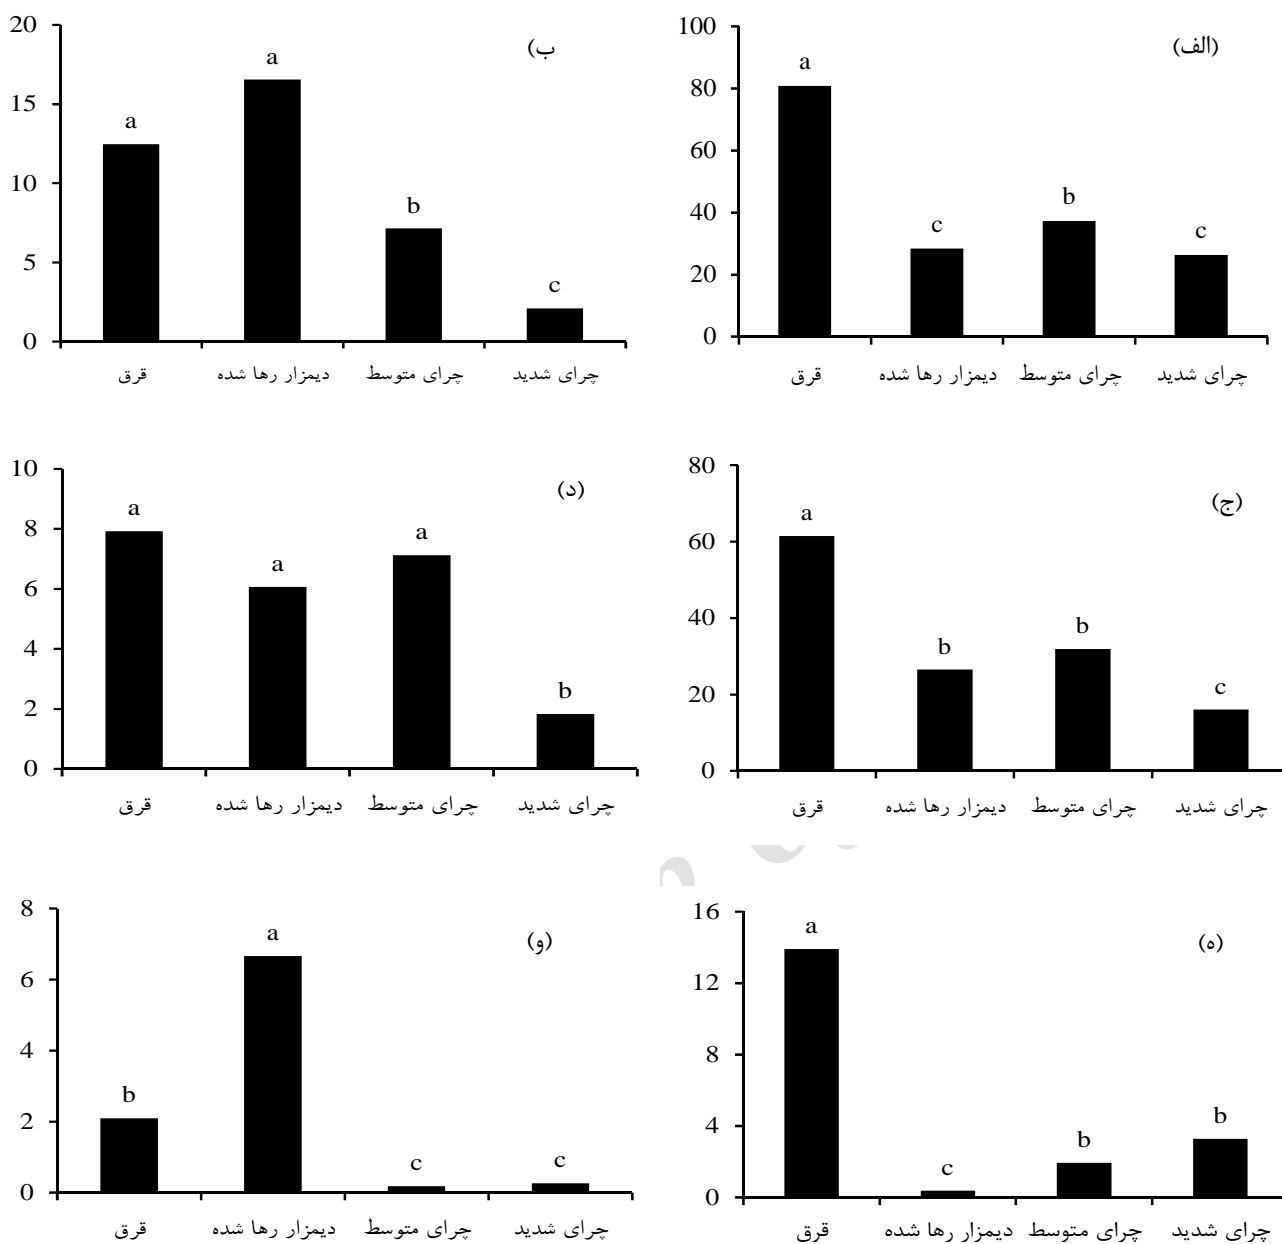 (الف)
100
80
60
40
20
0
a
c
b
c
قرق دیمزار رها شده چرای متوسط چرای شدید
ب)
20
15
10
5
0
a
a
b
c
قرق دیمزار رها شده چرای متوسط چرای شدید
(ج)
80
60
40
20
0
a
b
b
c
قرق دیمزار رها شده چرای متوسط چرای شدید
(د)
10
8
6
4
2
0
a
a
a
b
قرق دیمزار رها شده چرای متوسط چرای شدید
(ه)
16
12
8
4
0
a
c
b
b
قرق دیمزار رها شده چرای متوسط چرای شدید
(و)
8
6
4
2
0
b
a
c
c
قرق دیمزار رها شده چرای متوسط چرای شدید